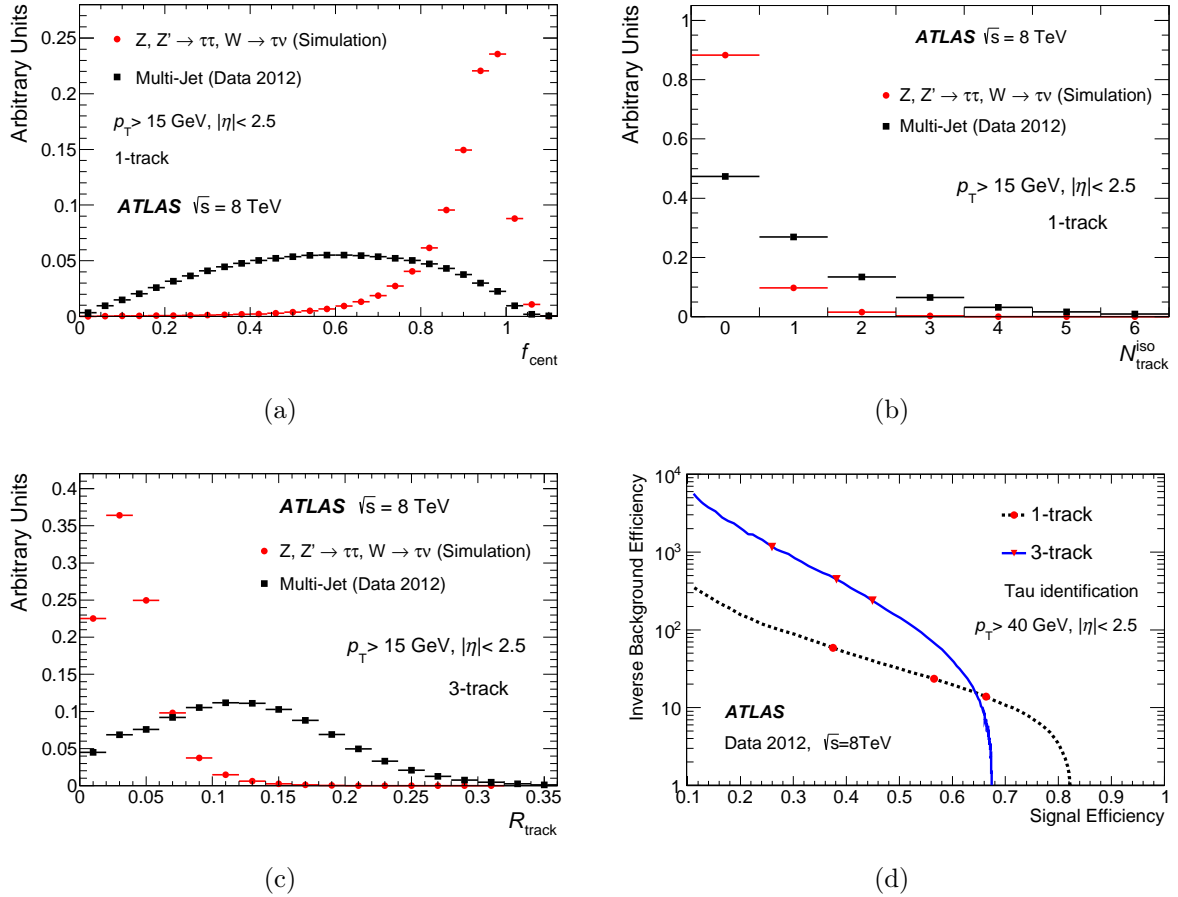 Arbitrary Units
0.25
0.2
0.15
0.1
0.05
0
Z, Z' → ττ, W → τν (Simulation)
Multi-Jet (Data 2012)
p_T > 15 GeV, |η|< 2.5
1-track
ATLAS √s = 8 TeV
0 0.2 0.4 0.6 0.8 1
f_cent
(a)
Arbitrary Units
1
0.8
0.6
0.4
0.2
0
ATLAS √s = 8 TeV
Z, Z' → ττ, W → τν (Simulation)
Multi-Jet (Data 2012)
p_T > 15 GeV, |η|< 2.5
1-track
0 1 2 3 4 5 6
N_track^iso
(b)
Arbitrary Units
0.4
0.35
0.3
0.25
0.2
0.15
0.1
0.05
0
ATLAS √s = 8 TeV
Z, Z' → ττ, W → τν (Simulation)
Multi-Jet (Data 2012)
p_T > 15 GeV, |η|< 2.5
3-track
0 0.05 0.1 0.15 0.2 0.25 0.3 0.35
R_track
(c)
Inverse Background Efficiency
10^4
10^3
10^2
10
1
1-track
3-track
Tau identification
p_T > 40 GeV, |η|< 2.5
ATLAS
Data 2012, √s=8TeV
0.1 0.2 0.3 0.4 0.5 0.6 0.7 0.8 0.9 1
Signal Efficiency
(d)